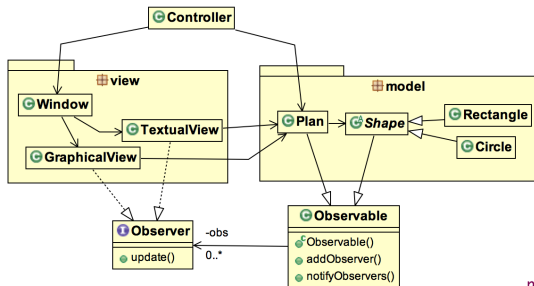 Controller
view
model
Window
TextualView
GraphicalView
Plan
Shape
Rectangle
Circle
Observer
update()
-obs
0..*
Observable
Observable()
addObserver()
notifyObservers()